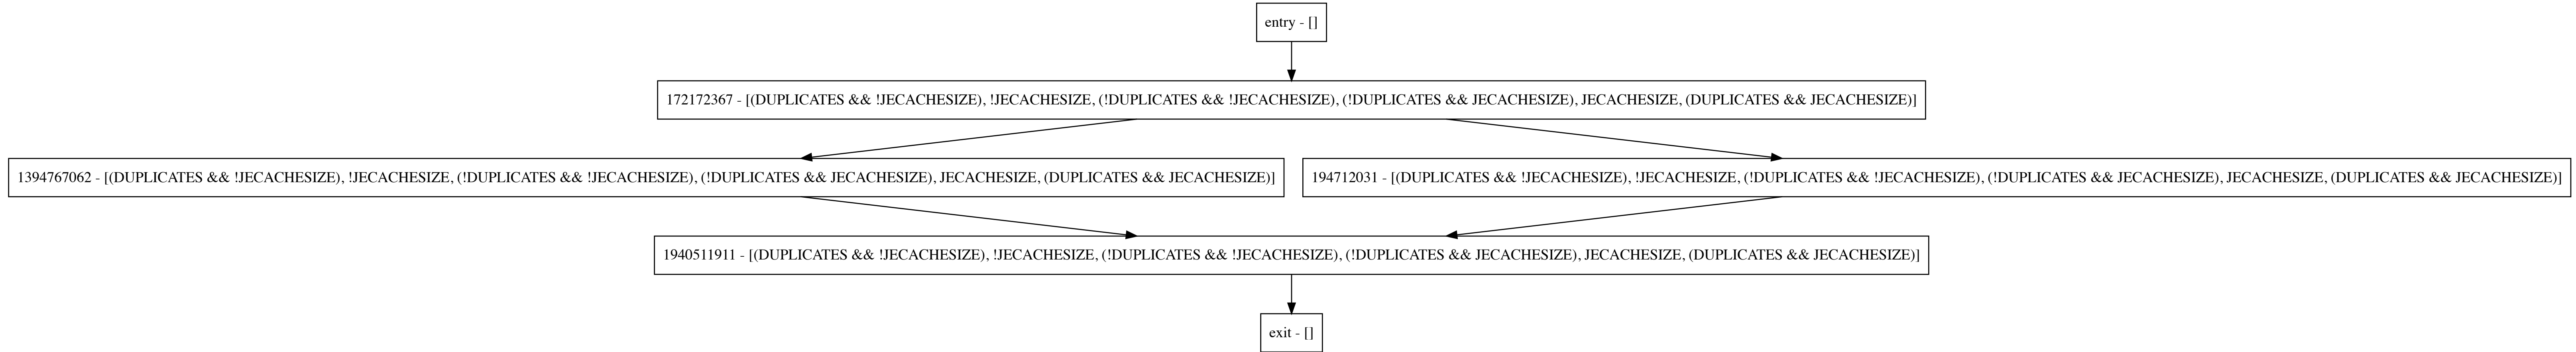 entry - []
172172367 - [(DUPLICATES && !JECACHESIZE), !JECACHESIZE, (!DUPLICATES && !JECACHESIZE), (!DUPLICATES && JECACHESIZE), JECACHESIZE, (DUPLICATES && JECACHESIZE)]
1394767062 - [(DUPLICATES && !JECACHESIZE), !JECACHESIZE, (!DUPLICATES && !JECACHESIZE), (!DUPLICATES && JECACHESIZE), JECACHESIZE, (DUPLICATES && JECACHESIZE)]
194712031 - [(DUPLICATES && !JECACHESIZE), !JECACHESIZE, (!DUPLICATES && !JECACHESIZE), (!DUPLICATES && JECACHESIZE), JECACHESIZE, (DUPLICATES && JECACHESIZE)]
1940511911 - [(DUPLICATES && !JECACHESIZE), !JECACHESIZE, (!DUPLICATES && !JECACHESIZE), (!DUPLICATES && JECACHESIZE), JECACHESIZE, (DUPLICATES && JECACHESIZE)]
exit - []